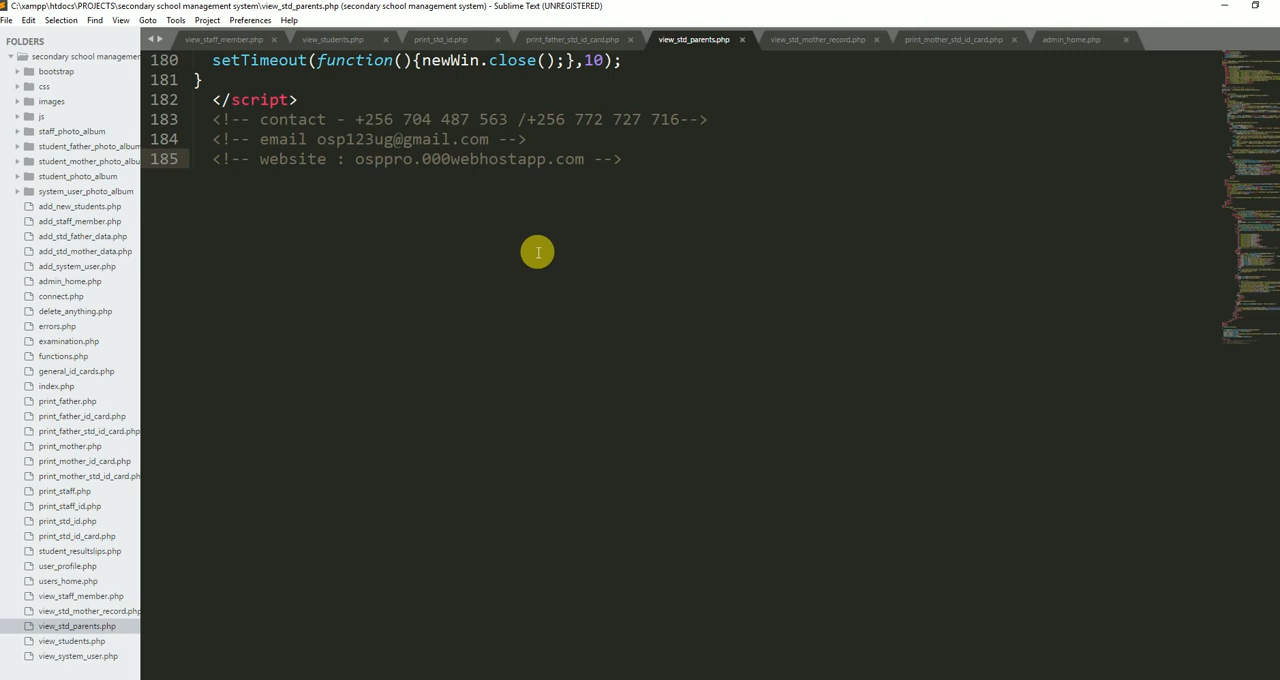 C:\xampp\htdocs\PROJECTS\secondary school management system\view_std_parents.php (secondary school management system) - Sublime Text (UNREGISTERED)
File Edit Selection Find View Goto Tools Project Preferences Help
FOLDERS
secondary school management
bootstrap
css
images
js
staff_photo_album
student_father_photo_album
student_mother_photo_albu
student_photo_album
system_user_photo_album
add_new_students.php
add_staff_member.php
add_std_father_data.php
add_std_mother_data.php
add_system_user.php
admin_home.php
connect.php
delete_anything.php
errors.php
examination.php
functions.php
general_id_cards.php
index.php
print_father.php
print_father_id_card.php
print_father_std_id_card.php
print_mother.php
print_mother_id_card.php
print_mother_std_id_card.ph
print_staff.php
print_staff_id.php
print_std_id.php
print_std_id_card.php
student_resultslips.php
user_profile.php
users_home.php
view_staff_member.php
view_std_mother_record.php
view_std_parents.php
view_students.php
view_system_user.php
view_staff_member.php view_students.php print_std_id.php print_father_std_id_card.php view_std_parents.php view_std_mother_record.php print_mother_std_id_card.php admin_home.php
180 setTimeout(function(){newWin.close();},10);
181 }
182 </script>
183 <!-- contact - +256 704 487 563 /+256 772 727 716-->
184 <!-- email osp123ug@gmail.com -->
185 <!-- website : osppro.000webhostapp.com -->